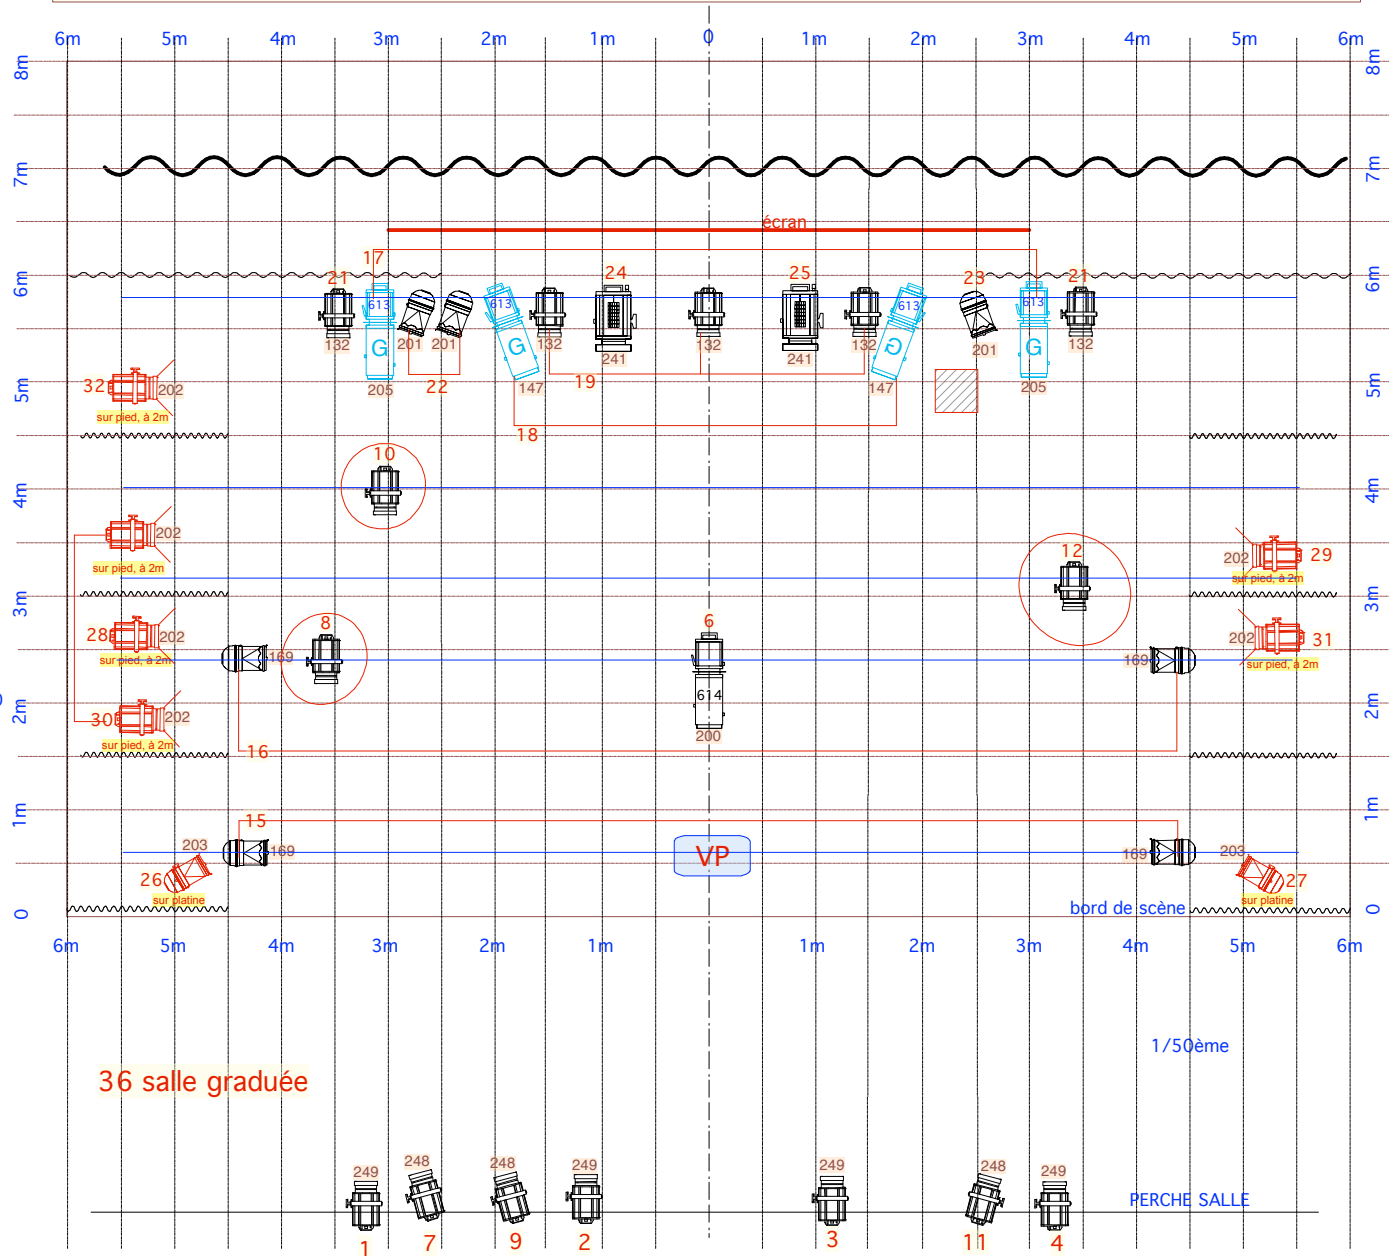 6m 5m 4m 3m 2m 1m 0 1m 2m 3m 4m 5m 6m
8m 8m
7m 7m
écran
17
6m 21 24 25 23 21 6m
613 613 613 613
132 G 201 201 G 132 241 132 241 132 G 201 G 132
205 147 147 205
22 19
5m 32 202 5m
sur pied, à 2m
18
10
4m 4m
202
sur pied, à 2m
12
202 29
sur pied, à 2m
3m 3m
8 6
28 202 202 31
sur pied, à 2m 169 169 sur pied, à 2m
614
2m 30 202 2m
200
sur pied, à 2m
16
1m 15 1m
203 169 VP 169 203
26 27
sur platine sur platine
0 bord de scène 0
6m 5m 4m 3m 2m 1m 1m 2m 3m 4m 5m 6m
1/50ème
36 salle graduée
249 248 248 249 249 248 249
PERCHE SALLE
1 7 9 2 3 11 4